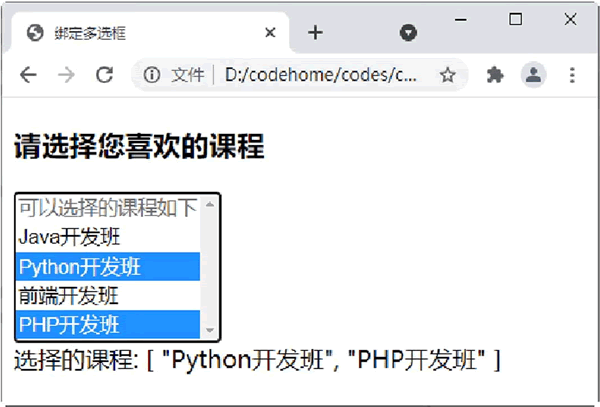 绑定多选框
文件 D:/codehome/codes/c...
请选择您喜欢的课程
可以选择的课程如下
Java开发班
Python开发班
前端开发班
PHP开发班
选择的课程: [ "Python开发班", "PHP开发班" ]